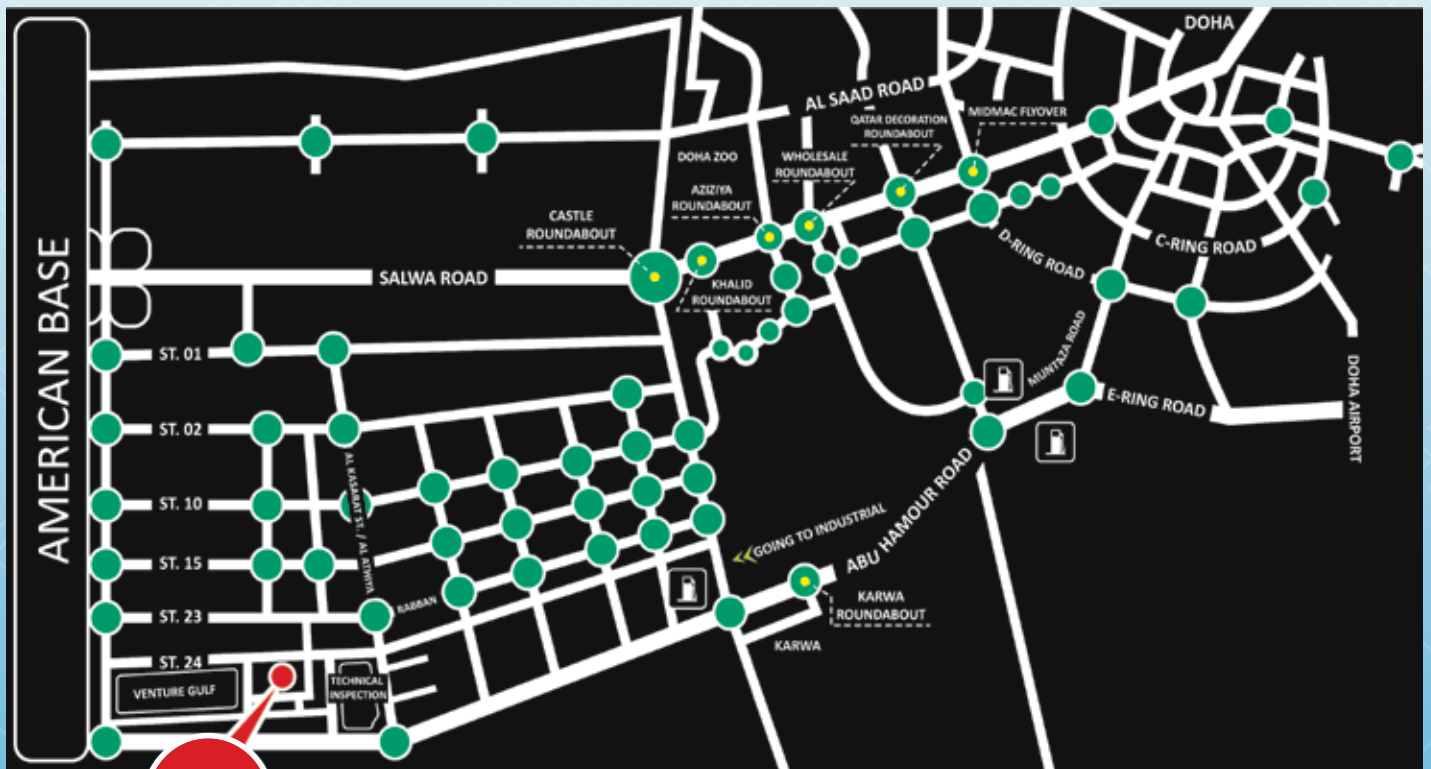 DOHA
AL SAAD ROAD
QATAR DECORATION
ROUNDABOUT
MIDMAC FLYOVER
DOHA ZOO
WHOLESALE
ROUNDABOUT
AZIZIYA
ROUNDABOUT
CASTLE
ROUNDABOUT
D-RING ROAD
C-RING ROAD
AMERICAN BASE
SALWA ROAD
KHALID
ROUNDABOUT
MUNTAZA ROAD
ST. 01
E-RING ROAD
DOHA AIRPORT
ST. 02
AL KASARAT ST. / AL ATHIYA
ST. 10
GOING TO INDUSTRIAL
ABU HAMOUR ROAD
ST. 15
RABBAN
ST. 23
KARWA
ROUNDABOUT
KARWA
ST. 24
VENTURE GULF
TECHNICAL
INSPECTION